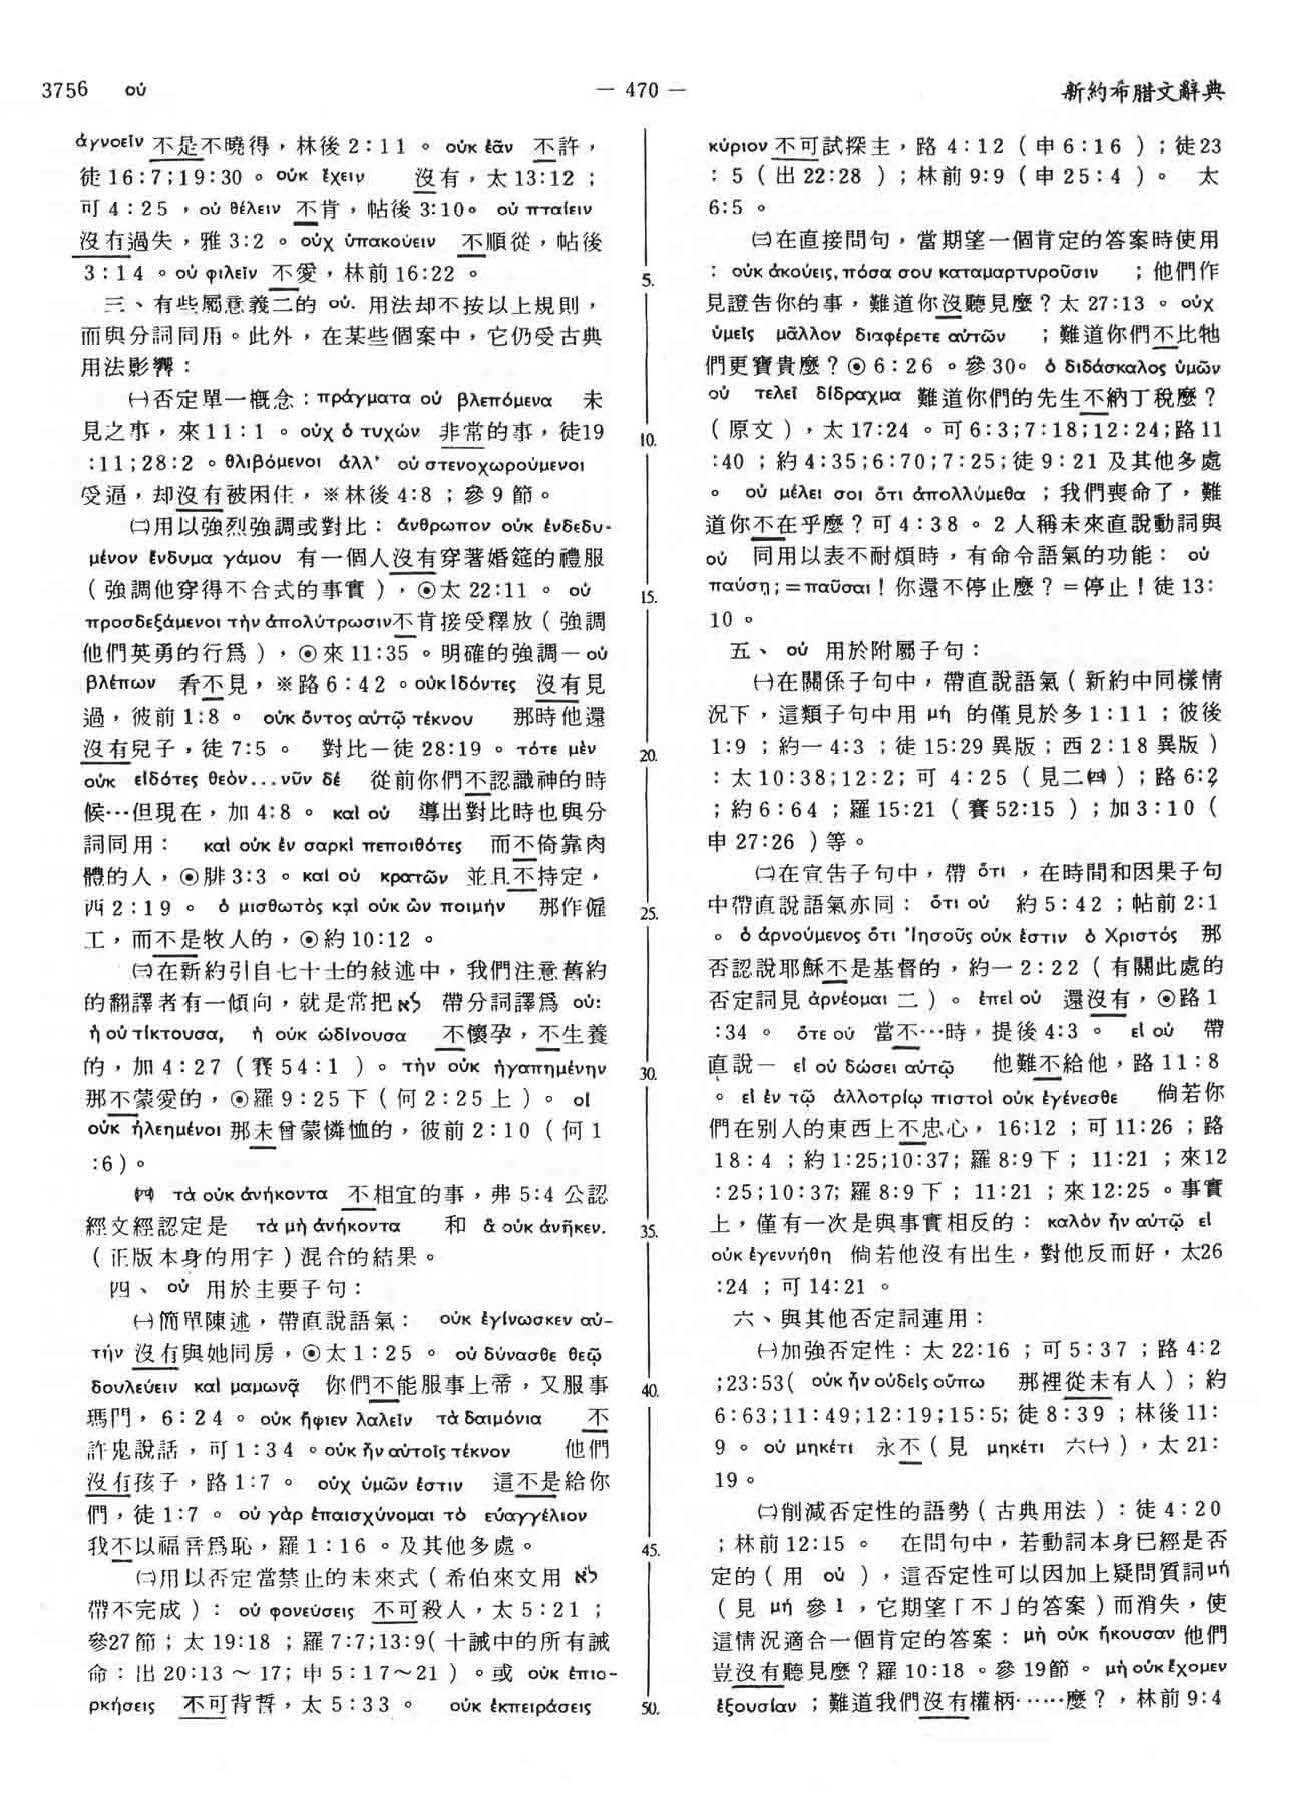 3756 οὐ
— 470 —
新約希腊文辭典
ἀγνοεῖν 不是不曉得，林後 2:11 。 οὐκ ἐᾶν 不許，
徒 16:7;19:30 。 οὐκ ἔχειν 沒有，太 13:12 ；
可 4:25 ，οὐ θέλειν 不肯，帖後 3:10。 οὐ πταίειν
沒有過失，雅 3:2 。 οὐχ ὑπακούειν 不順從，帖後
3:14 。οὐ φιλεῖν 不愛，林前 16:22 。
三、有些屬意義二的 οὐ. 用法却不按以上規則，
而與分詞同用。此外，在某些個案中，它仍受古典
用法影響：
㈠否定單一概念：πράγματα οὐ βλεπόμενα 未
見之事，來 11:1 。 οὐχ ὁ τυχών 非常的事，徒19
:11;28:2 。θλιβόμενοι ἀλλ' οὐ στενοχωρούμενοι
受逼，却沒有被困住，※林後 4:8 ；參 9 節。
㈡用以強烈強調或對比： ἄνθρωπον οὐκ ἐνδεδυ-
μένον ἔνδυμα γάμου 有一個人沒有穿著婚筵的禮服
（強調他穿得不合式的事實），⊙太 22:11 。 οὐ
προσδεξάμενοι τὴν ἀπολύτρωσιν不肯接受釋放（強調
他們英勇的行爲），⊙來 11:35 。明確的強調—οὐ
βλέπων 看不見，※路 6:42 。οὐκ ἰδόντες 沒有見
過，彼前 1:8 。 οὐκ ὄντος αὐτῷ τέκνου 那時他還
沒有兒子，徒 7:5 。 對比—徒 28:19 。τότε μὲν
οὐκ εἰδότες θεὸν...νῦν δέ 從前你們不認識神的時
候…但現在，加 4:8 。 καὶ οὐ 導出對比時也與分
詞同用： καὶ οὐκ ἐν σαρκὶ πεποιθότες 而不倚靠肉
體的人，⊙腓 3:3 。καὶ οὐ κρατῶν 並且不持定，
西 2:19 。 ὁ μισθωτὸς καὶ οὐκ ὢν ποιμήν 那作僱
工，而不是牧人的，⊙約 10:12 。
㈢在新約引自七十士的敍述中，我們注意舊約
的翻譯者有一傾向，就是常把 לא 帶分詞譯爲 οὐ:
ἡ οὐ τίκτουσα, ἡ οὐκ ὠδίνουσα 不懷孕，不生養
的，加 4:27 （賽 54:1 ）。 τὴν οὐκ ἠγαπημένην
那不蒙愛的，⊙羅 9:25 下（何 2:25 上）。 οἱ
οὐκ ἠλεημένοι 那未曾蒙憐恤的，彼前 2:10 （何 1
:6)。
㈣ τὰ οὐκ ἀνήκοντα 不相宜的事，弗 5:4 公認
經文經認定是 τὰ μὴ ἀνήκοντα 和 ἃ οὐκ ἀνῆκεν.
（正版本身的用字）混合的結果。
四、 οὐ 用於主要子句：
㈠簡單陳述，帶直說語氣： οὐκ ἐγίνωσκεν αὐ-
τήν 沒有與她同房，⊙太 1:25 。 οὐ δύνασθε θεῷ
δουλεύειν καὶ μαμωνᾷ 你們不能服事上帝，又服事
瑪門，6:24 。 οὐκ ἤφιεν λαλεῖν τὰ δαιμόνια 不
許鬼說話，可 1:34 。οὐκ ἦν αὐτοῖς τέκνον 他們
沒有孩子，路 1:7 。 οὐχ ὑμῶν ἐστιν 這不是給你
們，徒 1:7 。 οὐ γὰρ ἐπαισχύνομαι τὸ εὐαγγέλιον
我不以福音爲恥，羅 1:16 。及其他多處。
㈡用以否定當禁止的未來式（希伯來文用 לא
帶不完成）： οὐ φονεύσεις 不可殺人，太 5:21 ；
參27 節；太 19:18 ；羅 7:7;13:9（十誡中的所有誡
命：出 20:13 ～ 17; 申 5:17～21 ）。或 οὐκ ἐπιο-
ρκήσεις 不可背誓，太 5:33 。 οὐκ ἐκπειράσεις
5.
10.
15.
20.
25.
30.
35.
40.
45.
50.
κύριον 不可試探主，路 4:12 （申 6:16 ）；徒23
:5（出 22:28 ）；林前 9:9（申 25:4 ）。 太
6:5 。
㈢在直接問句，當期望一個肯定的答案時使用
：οὐκ ἀκούεις, πόσα σου καταμαρτυροῦσιν ；他們作
見證告你的事，難道你沒聽見麼？太 27:13 。οὐχ
ὑμεῖς μᾶλλον διαφέρετε αὐτῶν ；難道你們不比牠
們更寶貴麼？⊙ 6:26 。參 30。 ὁ διδάσκαλος ὑμῶν
οὐ τελεῖ δίδραχμα 難道你們的先生不納丁稅麼？
（原文），太 17:24 。可 6:3;7:18;12:24;路 11
:40 ；約 4:35;6:70;7:25;徒 9:21 及其他多處
。 οὐ μέλει σοι ὅτι ἀπολλύμεθα ；我們喪命了，難
道你不在乎麼？可 4:38 。2 人稱未來直說動詞與
οὐ 同用以表不耐煩時，有命令語氣的功能： οὐ
παύσῃ;＝παῦσαι！你還不停止麼？＝停止！徒 13:
10 。
五、 οὐ 用於附屬子句：
㈠在關係子句中，帶直說語氣（新約中同樣情
況下，這類子句中用 μή 的僅見於多 1:11 ；彼後
1:9 ；約一 4:3 ；徒 15:29 異版；西 2:18 異版）
：太 10:38;12:2; 可 4:25 （見二㈣）；路 6:2
；約 6:64 ；羅 15:21 （賽 52:15 ）；加 3:10（
申 27:26 ）等。
㈡在宣告子句中，帶 ὅτι ，在時間和因果子句
中帶直說語氣亦同： ὅτι οὐ 約 5:42 ；帖前 2:1
。 ὁ ἀρνούμενος ὅτι Ἰησοῦς οὐκ ἔστιν ὁ Χριστός 那
否認說耶穌不是基督的，約一 2:22（有關此處的
否定詞見 ἀρνέομαι 二）。 ἐπεὶ οὐ 還沒有，⊙路 1
:34 。 ὅτε οὐ 當不…時，提後 4:3 。 εἰ οὐ 帶
直說— εἰ οὐ δώσει αὐτῷ 他難不給他，路 11:8
。 εἰ ἐν τῷ ἀλλοτρίῳ πιστοὶ οὐκ ἐγένεσθε 倘若你
們在別人的東西上不忠心，16:12 ；可 11:26 ；路
18:4 ；約 1:25;10:37; 羅 8:9 下； 11:21 ；來12
:25;10:37; 羅 8:9 下； 11:21 ；來 12:25 。事實
上，僅有一次是與事實相反的：καλὸν ἦν αὐτῷ εἰ
οὐκ ἐγεννήθη 倘若他沒有出生，對他反而好，太26
:24 ；可 14:21 。
六、與其他否定詞連用：
㈠加強否定性：太 22:16 ；可 5:37 ；路 4:2
;23:53( οὐκ ἦν οὐδεὶς οὔπω 那裡從未有人）；約
6:63;11:49;12:19;15:5; 徒 8:39 ；林後 11:
9 。 οὐ μηκέτι 永不（見 μηκέτι 六㈠），太 21:
19。
㈡削減否定性的語勢（古典用法）：徒 4:20
；林前 12:15 。 在問句中，若動詞本身已經是否
定的（用 οὐ ），這否定性可以因加上疑問質詞μή
（見 μή 參 1 ，它期望「不」的答案）而消失，使
這情況適合一個肯定的答案：μὴ οὐκ ἤκουσαν 他們
豈沒有聽見麼？羅 10:18 。參 19節。 μὴ οὐκ ἔχομεν
ἐξουσίαν ；難道我們沒有權柄……麼？，林前 9:4